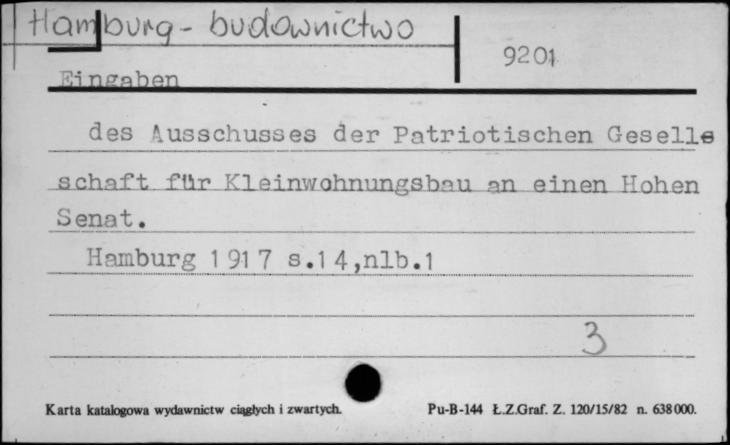 Hamburg - budownictwo
9201
Eingaben
des Ausschusses der Patriotischen Gesells
schaft für Kleinwohnungsbau an einen Hohen
Senat.
Hamburg 1917 s.14,nlb.1
3
Karta katalogowa wydawnictw ciągłych i zwartych. Pu-B-144 Ł.Z.Graf. Z. 120/15/82 n. 638000.